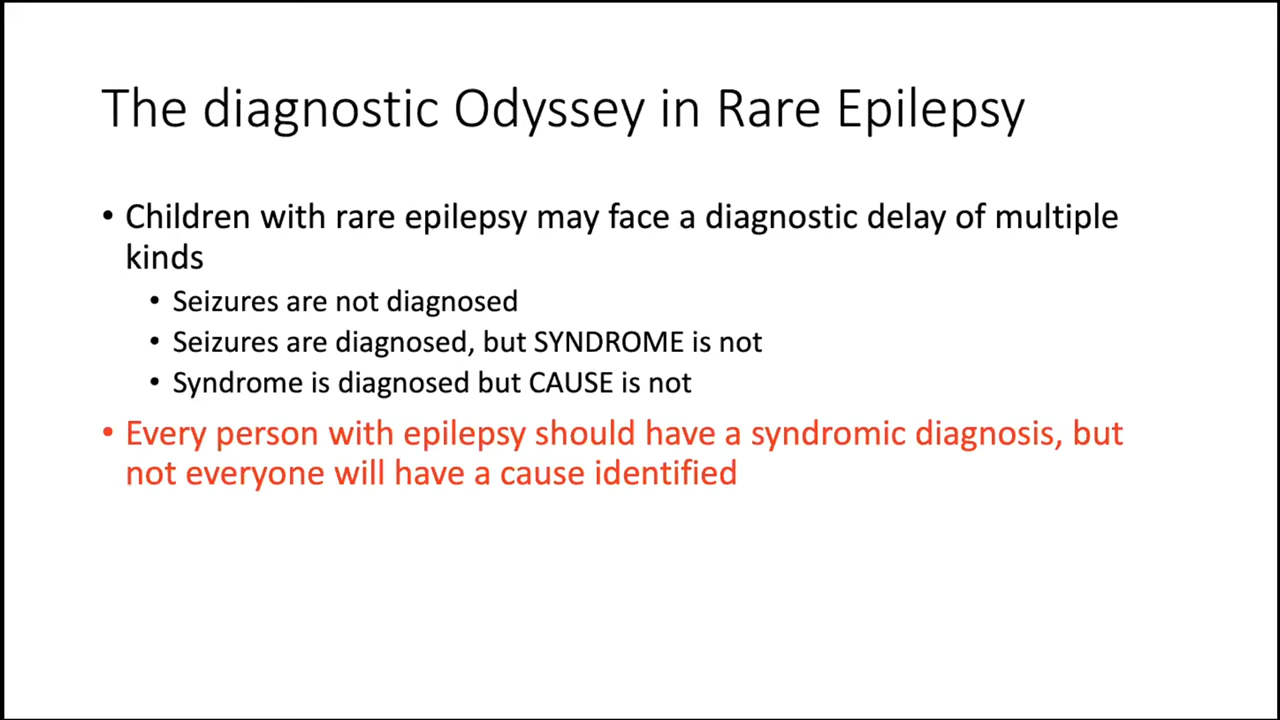 The diagnostic Odyssey in Rare Epilepsy
• Children with rare epilepsy may face a diagnostic delay of multiple
kinds
• Seizures are not diagnosed
• Seizures are diagnosed, but SYNDROME is not
• Syndrome is diagnosed but CAUSE is not
• Every person with epilepsy should have a syndromic diagnosis, but
not everyone will have a cause identified